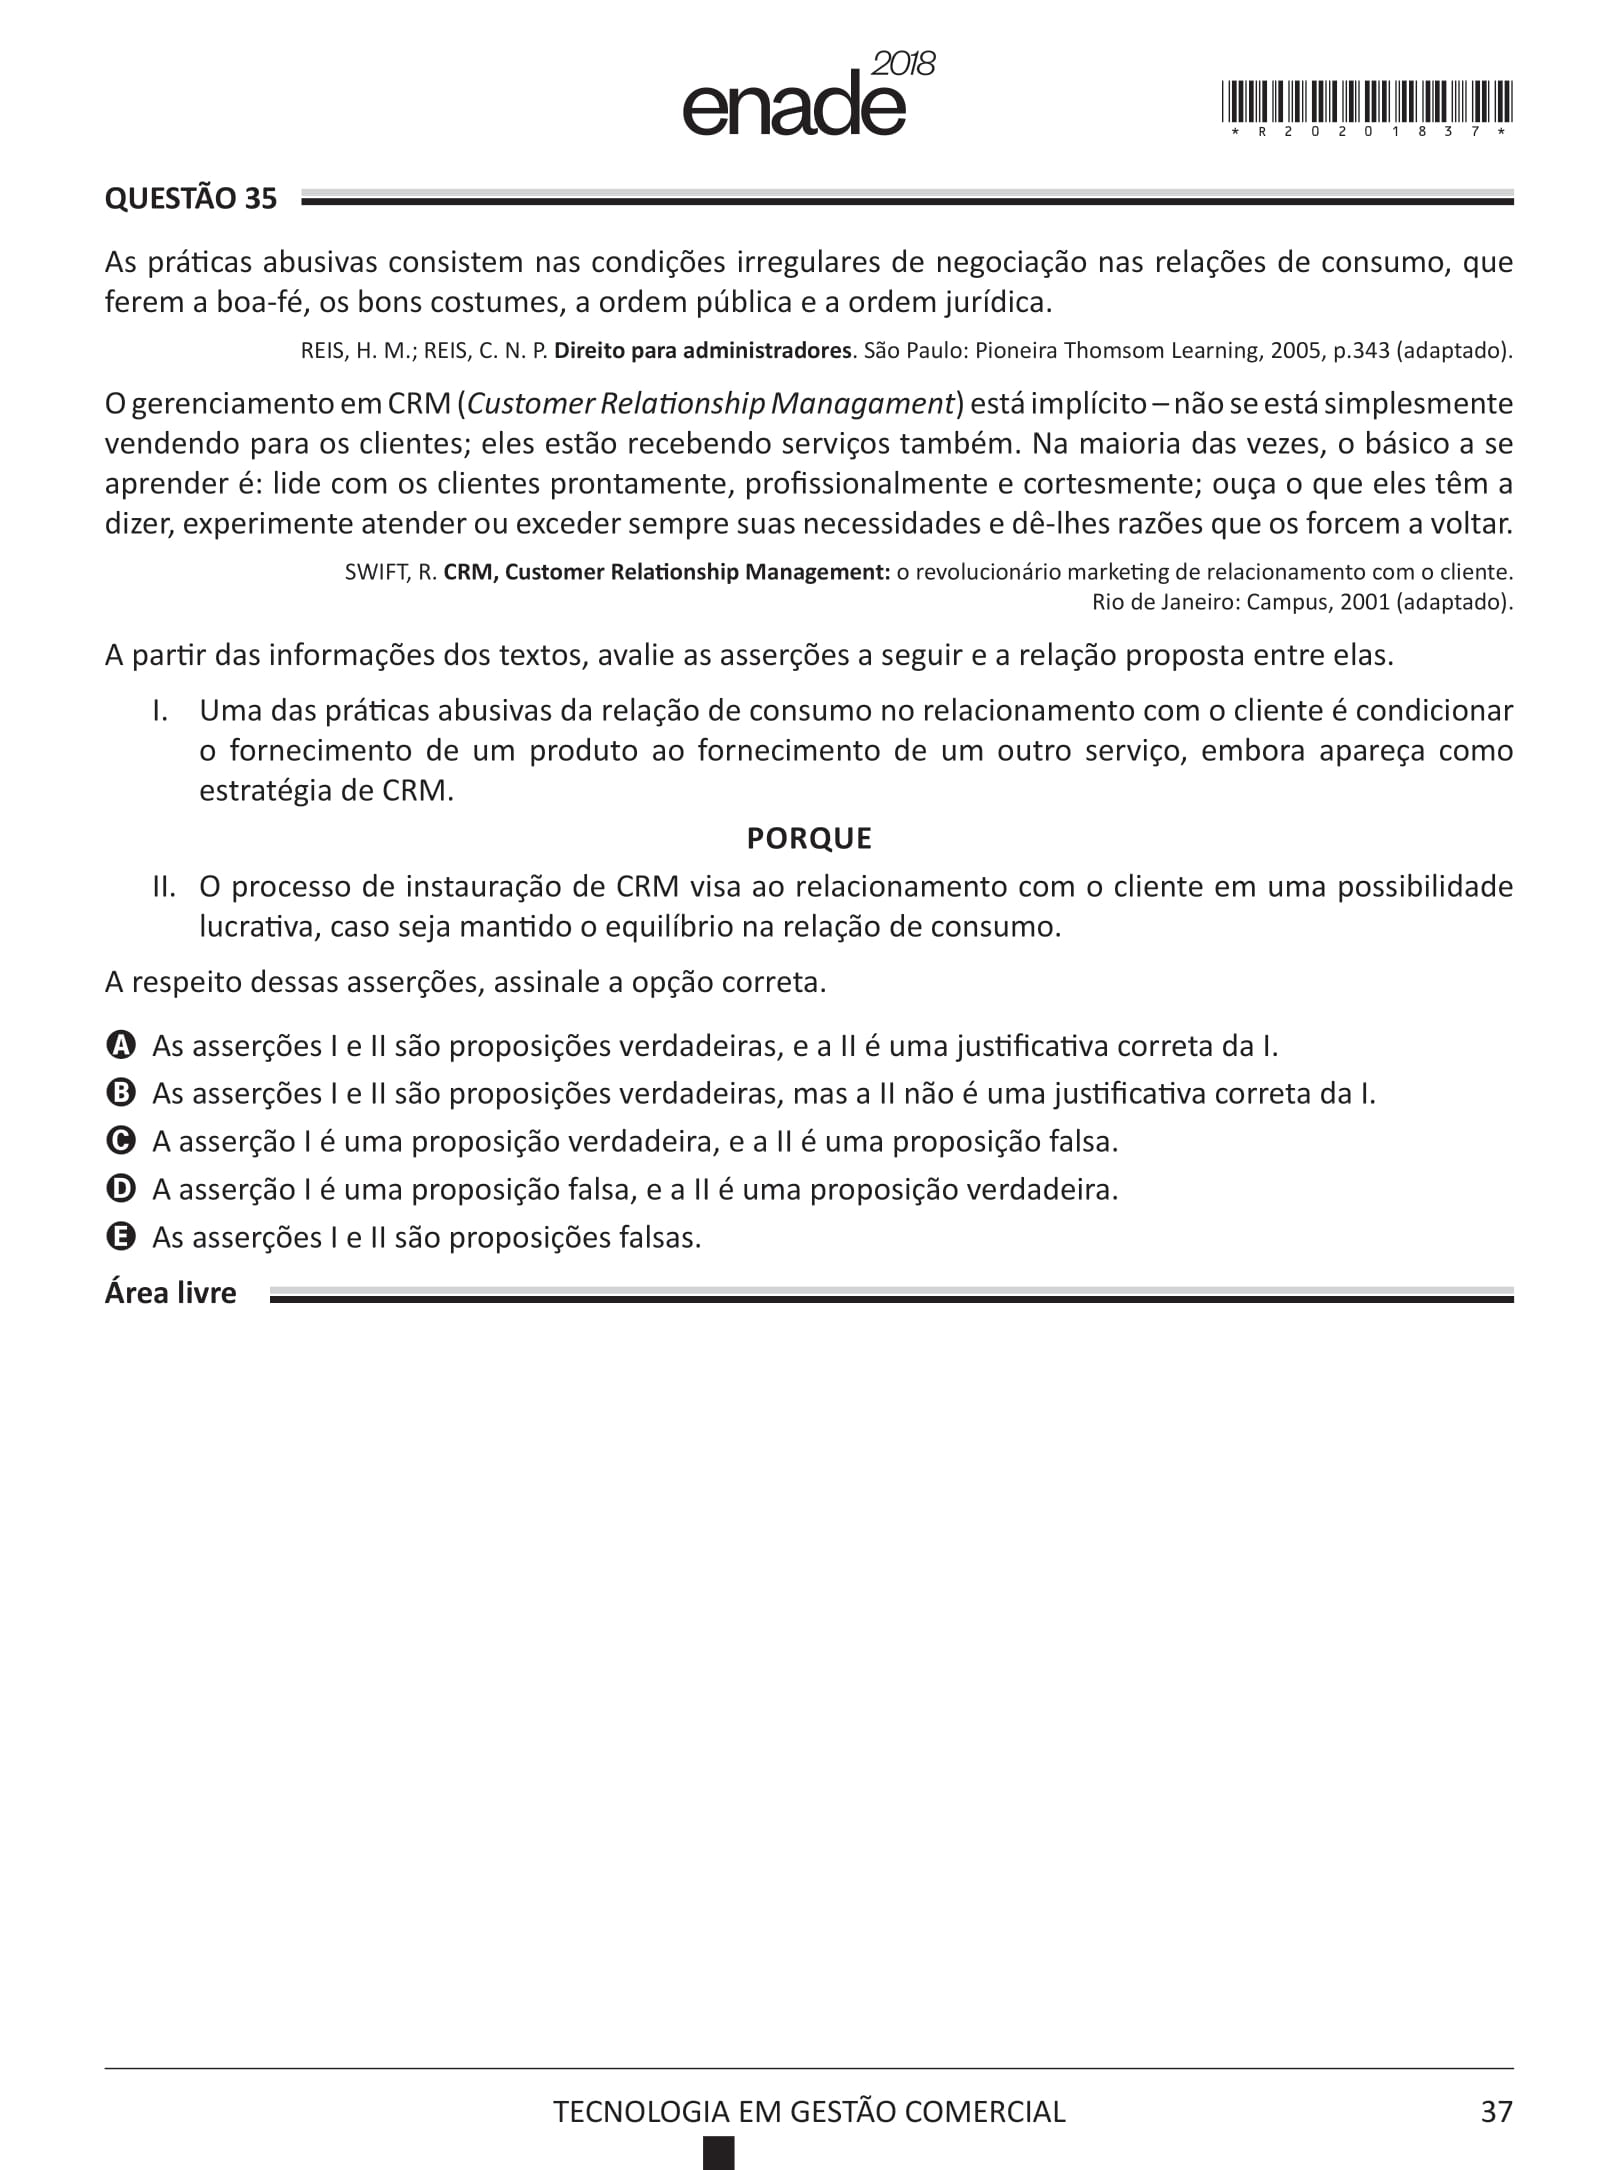 enade 2018
* R 2 0 2 0 1 8 3 7 *
QUESTÃO 35
As práticas abusivas consistem nas condições irregulares de negociação nas relações de consumo, que
ferem a boa-fé, os bons costumes, a ordem pública e a ordem jurídica.
REIS, H. M.; REIS, C. N. P. Direito para administradores. São Paulo: Pioneira Thomsom Learning, 2005, p.343 (adaptado).
O gerenciamento em CRM (Customer Relationship Managament) está implícito – não se está simplesmente
vendendo para os clientes; eles estão recebendo serviços também. Na maioria das vezes, o básico a se
aprender é: lide com os clientes prontamente, profissionalmente e cortesmente; ouça o que eles têm a
dizer, experimente atender ou exceder sempre suas necessidades e dê-lhes razões que os forcem a voltar.
SWIFT, R. CRM, Customer Relationship Management: o revolucionário marketing de relacionamento com o cliente.
Rio de Janeiro: Campus, 2001 (adaptado).
A partir das informações dos textos, avalie as asserções a seguir e a relação proposta entre elas.
I. Uma das práticas abusivas da relação de consumo no relacionamento com o cliente é condicionar
o fornecimento de um produto ao fornecimento de um outro serviço, embora apareça como
estratégia de CRM.
PORQUE
II. O processo de instauração de CRM visa ao relacionamento com o cliente em uma possibilidade
lucrativa, caso seja mantido o equilíbrio na relação de consumo.
A respeito dessas asserções, assinale a opção correta.
A As asserções I e II são proposições verdadeiras, e a II é uma justificativa correta da I.
B As asserções I e II são proposições verdadeiras, mas a II não é uma justificativa correta da I.
C A asserção I é uma proposição verdadeira, e a II é uma proposição falsa.
D A asserção I é uma proposição falsa, e a II é uma proposição verdadeira.
E As asserções I e II são proposições falsas.
Área livre
TECNOLOGIA EM GESTÃO COMERCIAL 37